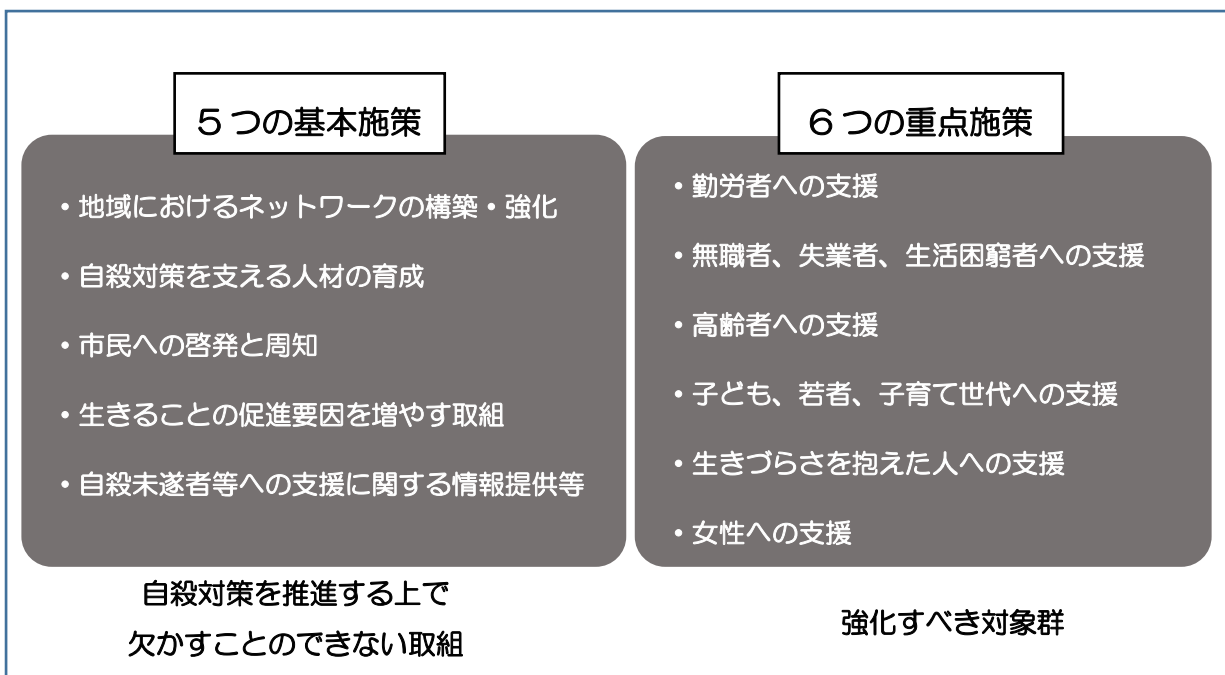 5つの基本施策
・地域におけるネットワークの構築・強化
・自殺対策を支える人材の育成
・市民への啓発と周知
・生きることの促進要因を増やす取組
・自殺未遂者等への支援に関する情報提供等
自殺対策を推進する上で
欠かすことのできない取組
6つの重点施策
・勤労者への支援
・無職者、失業者、生活困窮者への支援
・高齢者への支援
・子ども、若者、子育て世代への支援
・生きづらさを抱えた人への支援
・女性への支援
強化すべき対象群